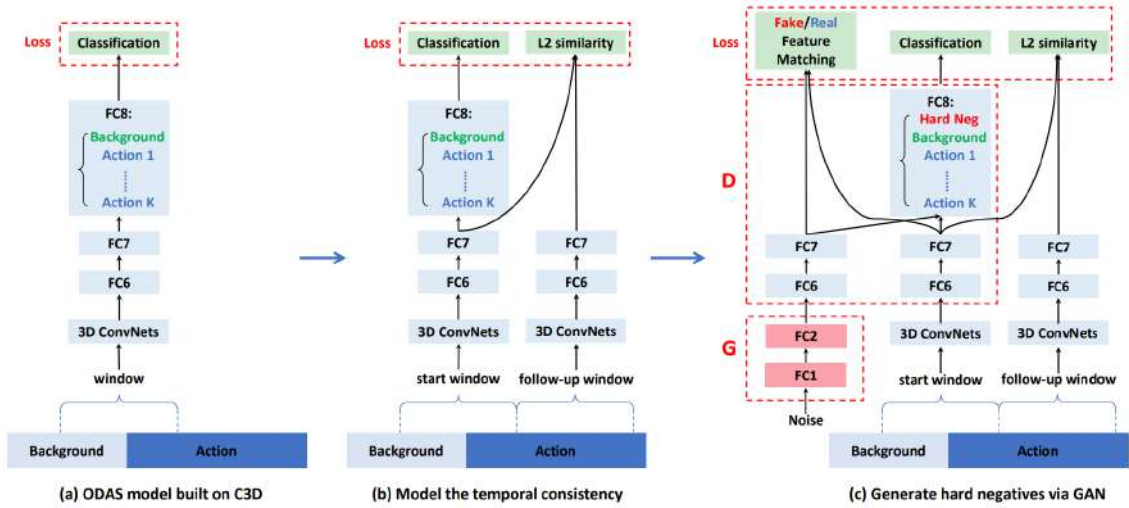 Loss
Classification
FC8:
Background
Action 1
Action K
FC7
FC6
3D ConvNets
window
Background
Action
(a) ODAS model built on C3D
Loss
Classification
L2 similarity
FC8:
Background
Action 1
Action K
FC7
FC7
FC6
FC6
3D ConvNets
3D ConvNets
start window
follow-up window
Background
Action
(b) Model the temporal consistency
Loss
Fake/Real
Feature
Matching
Classification
L2 similarity
D
FC8:
Hard Neg
Background
Action 1
Action K
FC7
FC7
FC7
FC6
FC6
FC6
G
FC2
3D ConvNets
3D ConvNets
FC1
start window
follow-up window
Noise
Background
Action
(c) Generate hard negatives via GAN